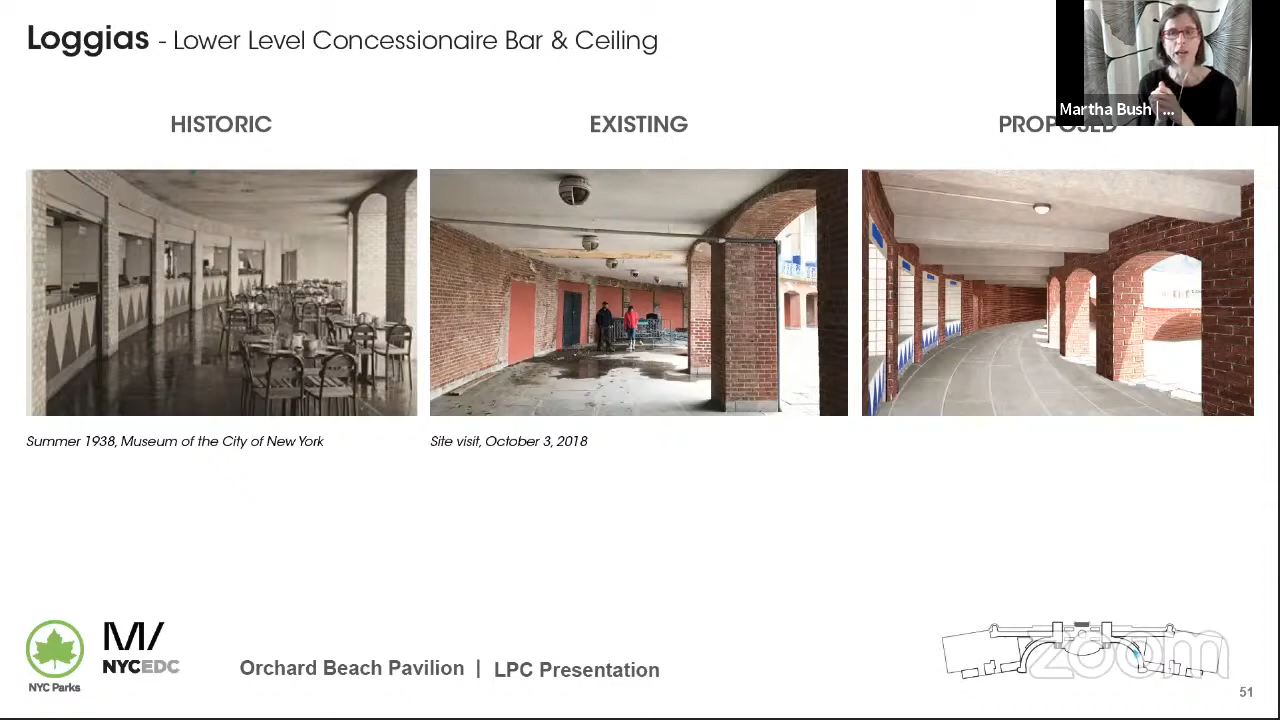 Loggias - Lower Level Concessionaire Bar & Ceiling
Martha Bush | ...
HISTORIC
EXISTING
PROPOSED
Summer 1938, Museum of the City of New York
Site visit, October 3, 2018
M/
NYCEDC
NYC Parks
Orchard Beach Pavilion | LPC Presentation
zoom
51